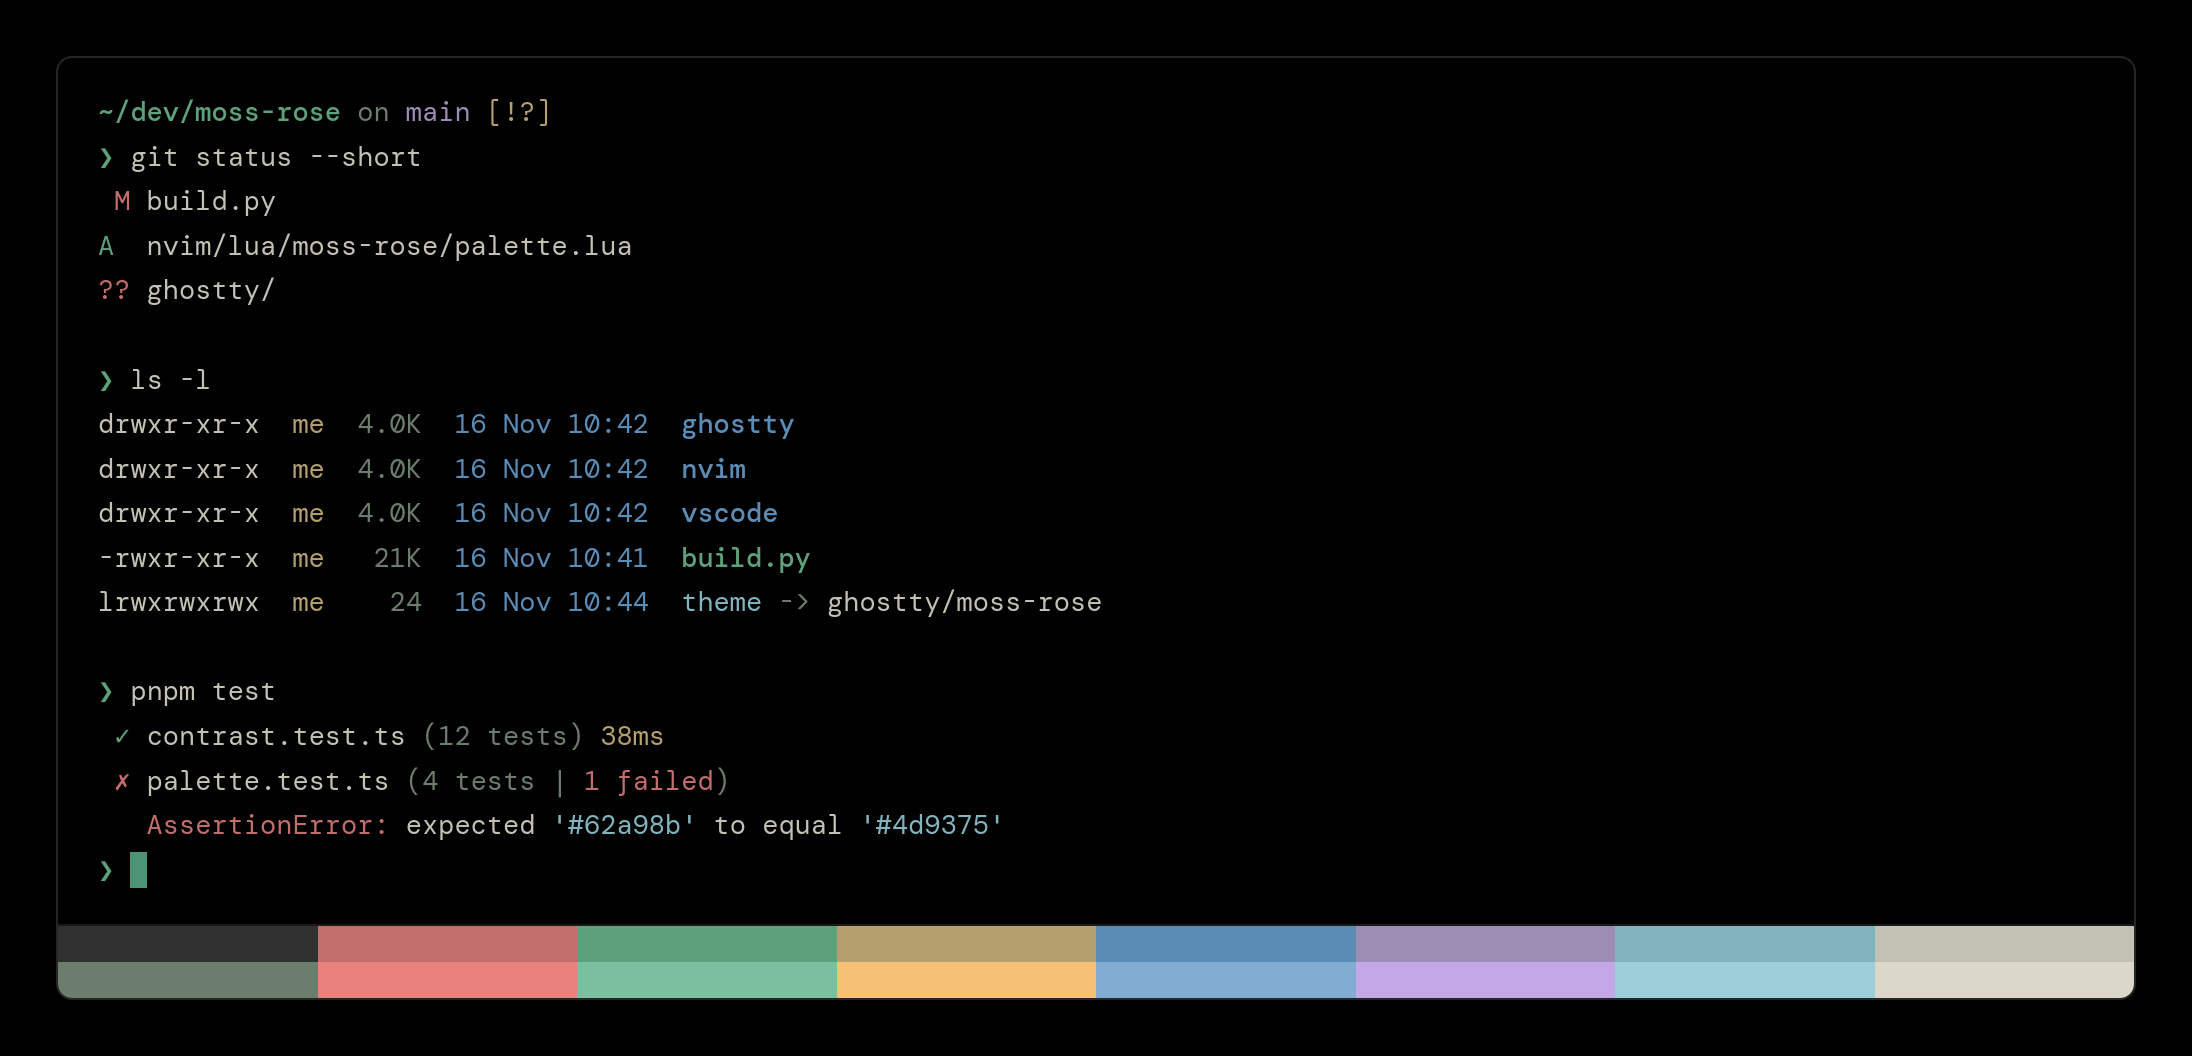 ~/dev/moss-rose on main [!?]
❯ git status --short
 M build.py
A  nvim/lua/moss-rose/palette.lua
?? ghostty/
❯ ls -l
drwxr-xr-x  me  4.0K  16 Nov 10:42  ghostty
drwxr-xr-x  me  4.0K  16 Nov 10:42  nvim
drwxr-xr-x  me  4.0K  16 Nov 10:42  vscode
-rwxr-xr-x  me   21K  16 Nov 10:41  build.py
lrwxrwxrwx  me    24  16 Nov 10:44  theme -> ghostty/moss-rose
❯ pnpm test
 ✓ contrast.test.ts (12 tests) 38ms
 ✗ palette.test.ts (4 tests | 1 failed)
   AssertionError: expected '#62a98b' to equal '#4d9375'
❯